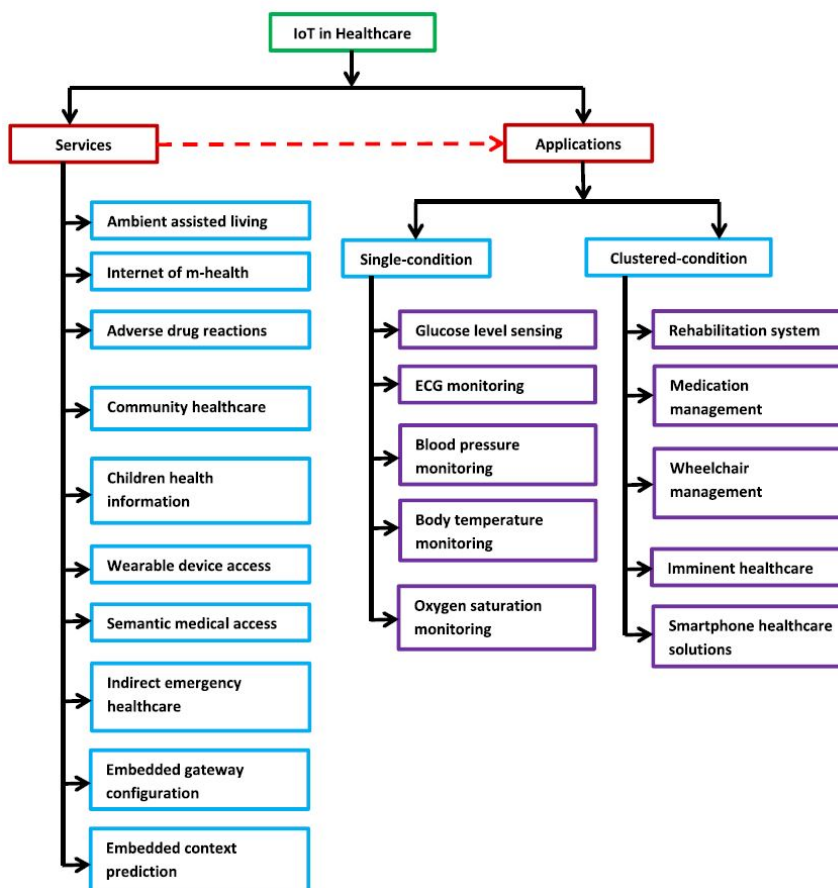 IoT in Healthcare
Services
Applications
Ambient assisted living
Internet of m-health
Adverse drug reactions
Community healthcare
Children health
information
Wearable device access
Semantic medical access
Indirect emergency
healthcare
Embedded gateway
configuration
Embedded context
prediction
Single-condition
Glucose level sensing
ECG monitoring
Blood pressure
monitoring
Body temperature
monitoring
Oxygen saturation
monitoring
Clustered-condition
Rehabilitation system
Medication
management
Wheelchair
management
Imminent healthcare
Smartphone healthcare
solutions